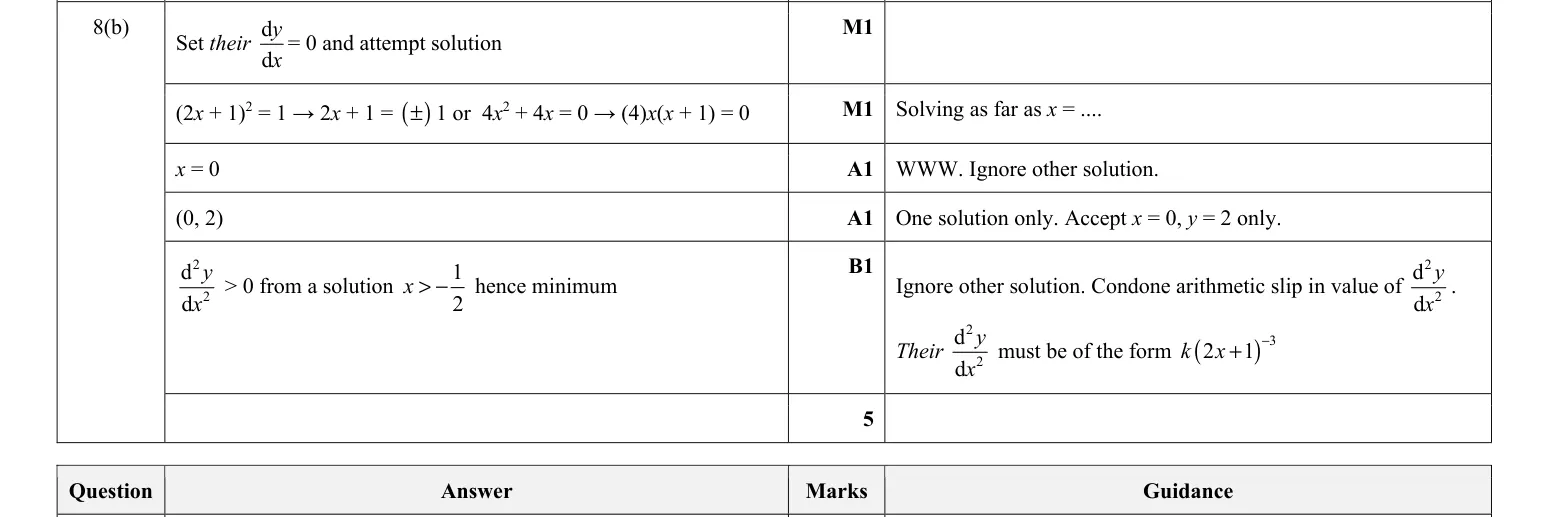 8(b)
Set their dy/dx = 0 and attempt solution
M1
(2x + 1)² = 1 → 2x + 1 = (±) 1 or 4x² + 4x = 0 → (4)x(x + 1) = 0
M1
Solving as far as x = ....
x = 0
A1
WWW. Ignore other solution.
(0, 2)
A1
One solution only. Accept x = 0, y = 2 only.
d²y/dx² > 0 from a solution x > −1/2 hence minimum
B1
Ignore other solution. Condone arithmetic slip in value of d²y/dx².
Their d²y/dx² must be of the form k(2x+1)⁻³
5
Question
Answer
Marks
Guidance